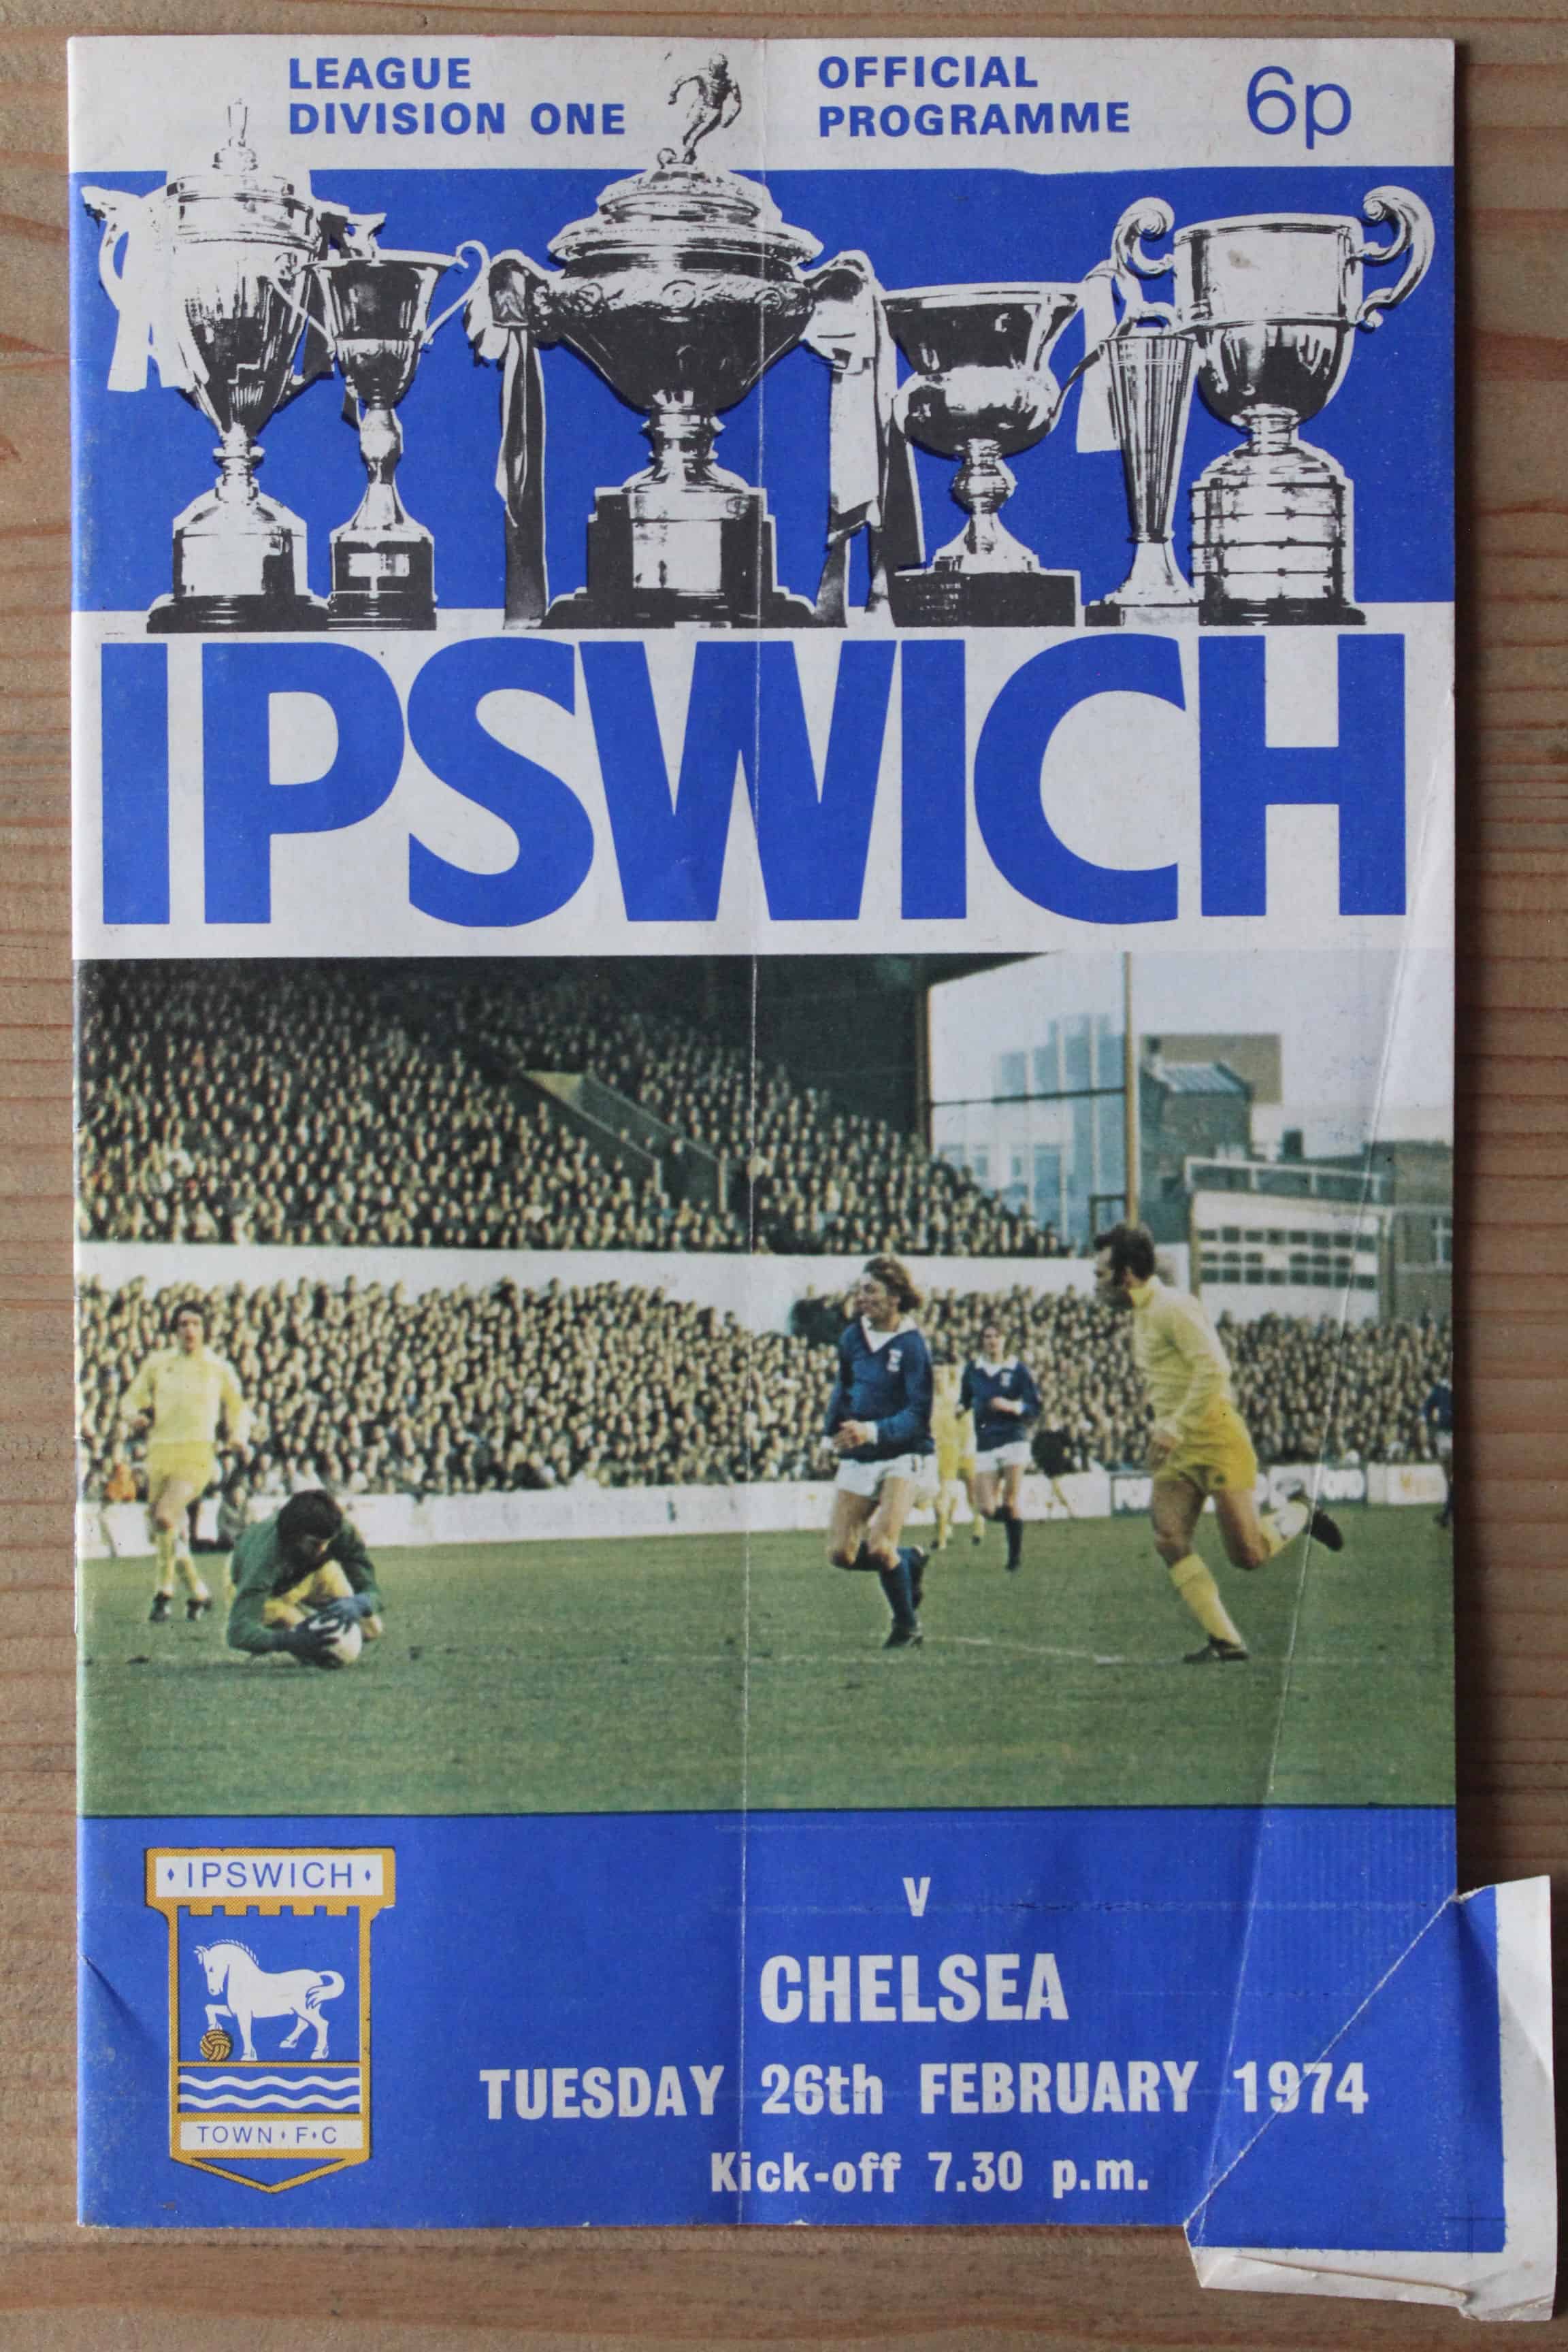 LEAGUE
DIVISION ONE
OFFICIAL
PROGRAMME
6p
IPSWICH
IPSWICH
TOWN F C
V
CHELSEA
TUESDAY 26th FEBRUARY 1974
Kick-off 7.30 p.m.